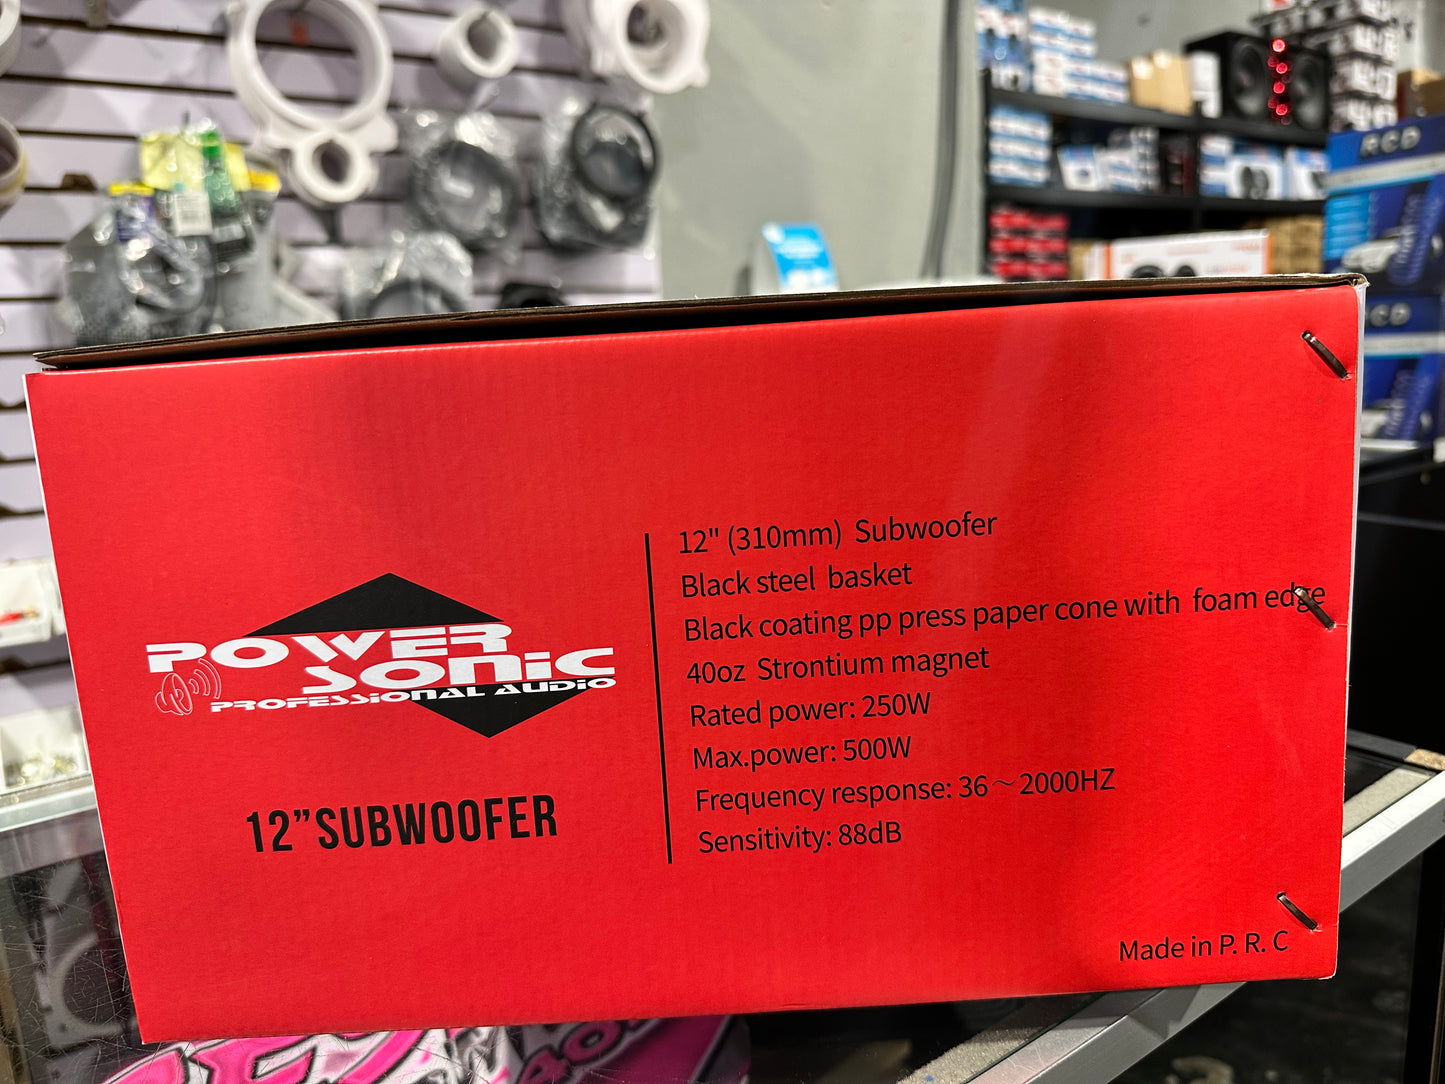 POWER
SONIC
PROFESSIONAL AUDIO
12”SUBWOOFER
12" (310mm) Subwoofer
Black steel basket
Black coating pp press paper cone with foam edge
40oz Strontium magnet
Rated power: 250W
Max.power: 500W
Frequency response: 36～2000HZ
Sensitivity: 88dB
Made in P. R. C
RCD